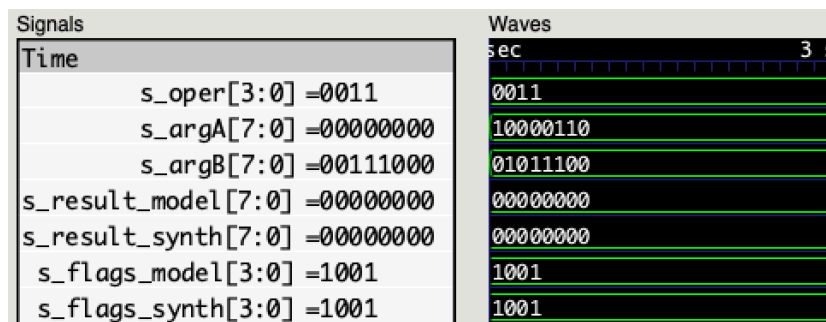 Signals Waves
Time sec 3 s
s_oper[3:0] =0011 0011
s_argA[7:0] =00000000 10000110
s_argB[7:0] =00111000 01011100
s_result_model[7:0] =00000000 00000000
s_result_synth[7:0] =00000000 00000000
s_flags_model[3:0] =1001 1001
s_flags_synth[3:0] =1001 1001